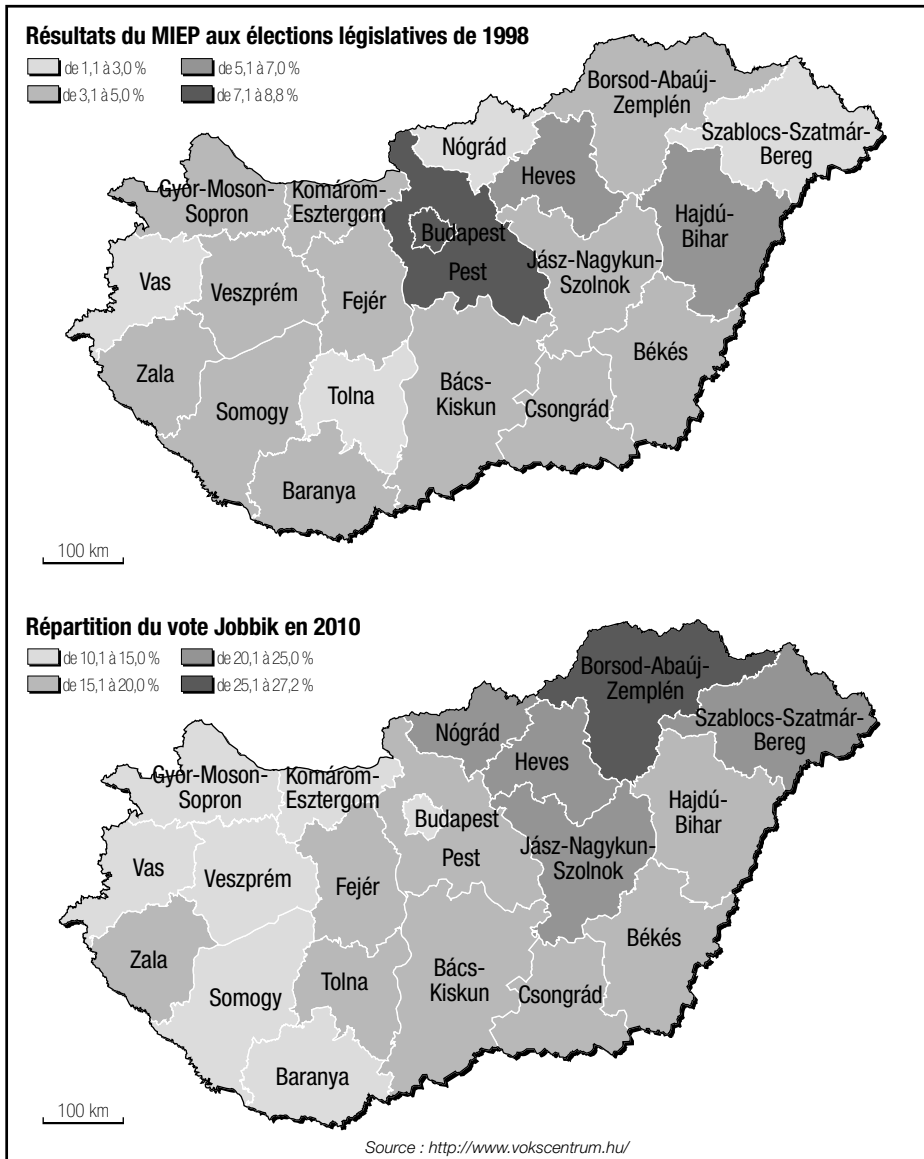 Résultats du MIEP aux élections législatives de 1998
de 1,1 à 3,0 %
de 5,1 à 7,0 %
de 3,1 à 5,0 %
de 7,1 à 8,8 %
Borsod-Abaúj-
Zemplén
Szablocs-Szatmár-
Bereg
Nógrád
Heves
Győr-Moson-
Sopron
Komárom-
Esztergom
Hajdú-
Bihar
Budapest
Pest
Jász-Nagykun-
Szolnok
Vas
Veszprém
Fejér
Békés
Zala
Somogy
Tolna
Bács-
Kiskun
Csongrád
Baranya
100 km
Répartition du vote Jobbik en 2010
de 10,1 à 15,0 %
de 20,1 à 25,0 %
de 15,1 à 20,0 %
de 25,1 à 27,2 %
Borsod-Abaúj-
Zemplén
Szablocs-Szatmár-
Bereg
Nógrád
Heves
Győr-Moson-
Sopron
Komárom-
Esztergom
Hajdú-
Bihar
Budapest
Pest
Jász-Nagykun-
Szolnok
Vas
Veszprém
Fejér
Békés
Zala
Somogy
Tolna
Bács-
Kiskun
Csongrád
Baranya
100 km
Source : http://www.vokscentrum.hu/